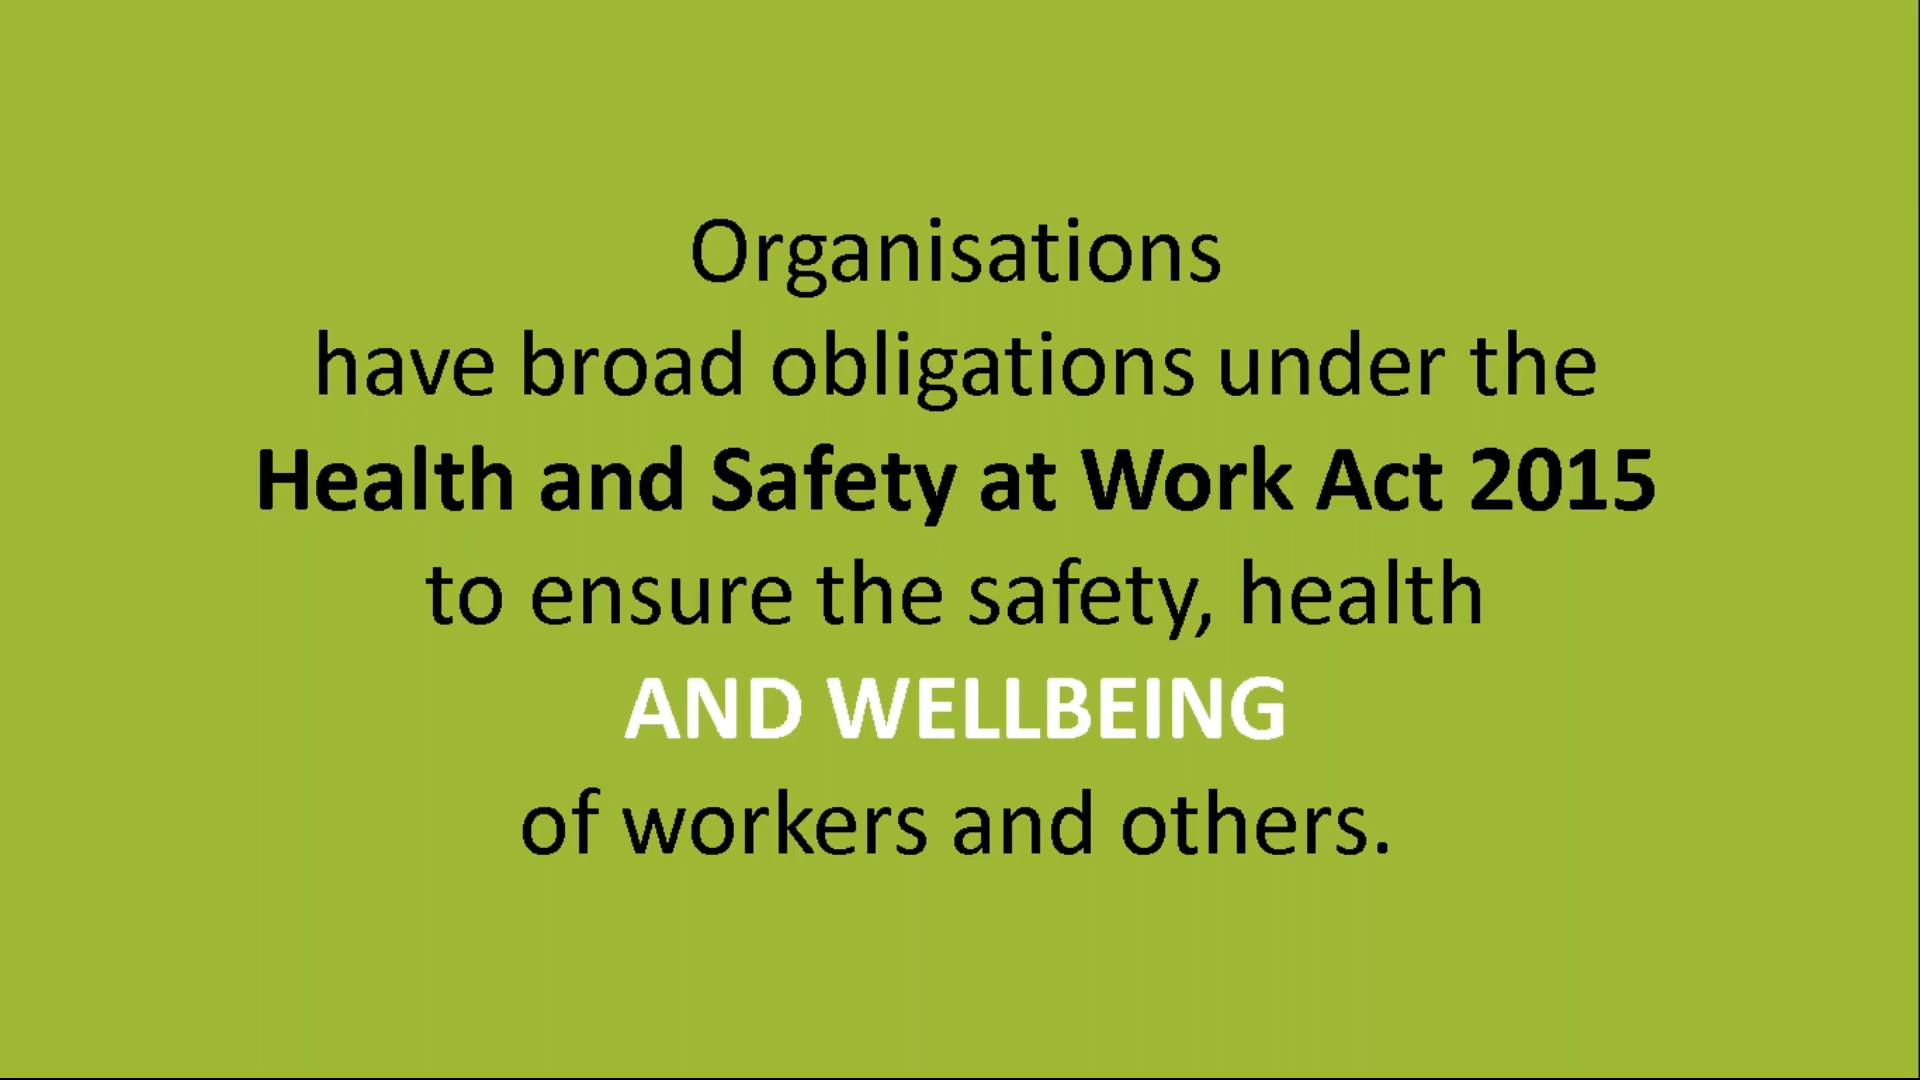 Organisations
have broad obligations under the
Health and Safety at Work Act 2015
to ensure the safety, health
AND WELLBEING
of workers and others.